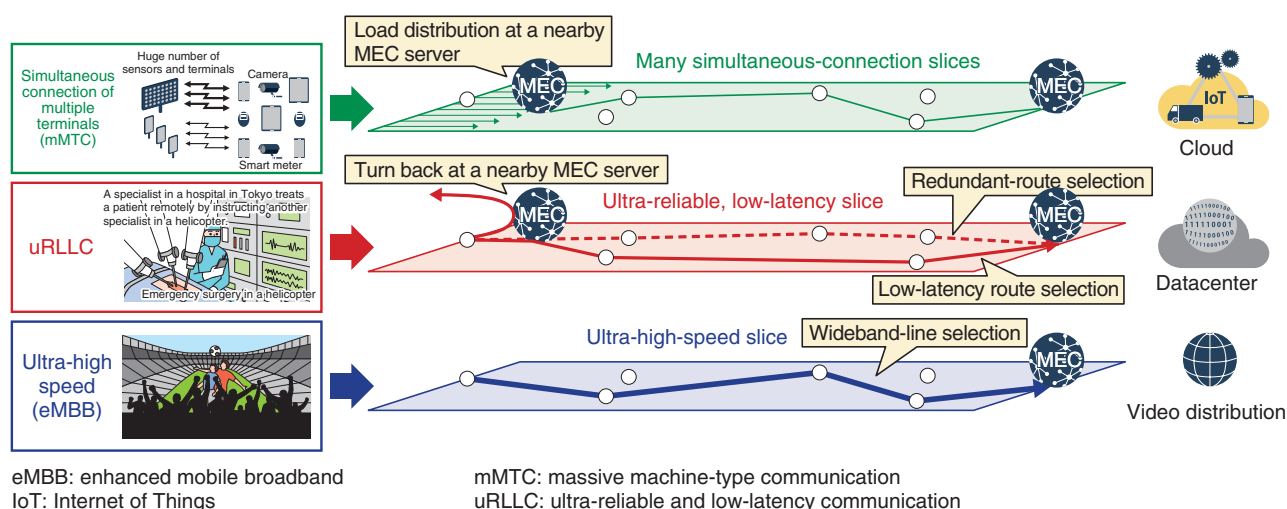 Simultaneous
connection of
multiple
terminals
(mMTC)
Huge number of
sensors and terminals
Camera
Smart meter
Load distribution at a nearby
MEC server
MEC
Many simultaneous-connection slices
MEC
IoT
Cloud
uRLLC
A specialist in a hospital in Tokyo treats
a patient remotely by instructing another
specialist in a helicopter.
Emergency surgery in a helicopter
Turn back at a nearby MEC server
MEC
Ultra-reliable, low-latency slice
Redundant-route selection
MEC
Low-latency route selection
11111000100
11111000100
111110001
11111000100
11111000100
Datacenter
Ultra-high
speed
(eMBB)
Ultra-high-speed slice
Wideband-line selection
MEC
Video distribution
eMBB: enhanced mobile broadband
IoT: Internet of Things
mMTC: massive machine-type communication
uRLLC: ultra-reliable and low-latency communication